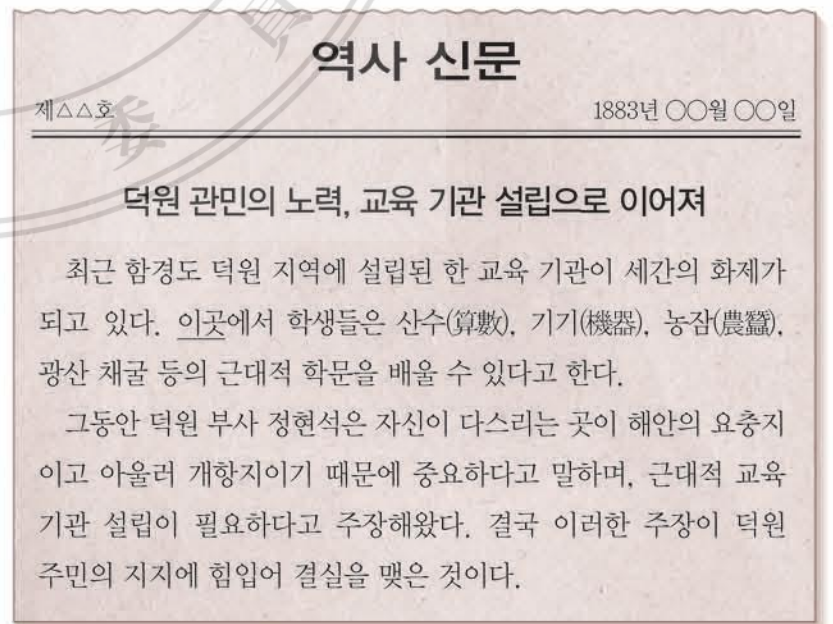 역사 신문
제△△호 1883년 ○○월 ○○일
덕원 관민의 노력, 교육 기관 설립으로 이어져
최근 함경도 덕원 지역에 설립된 한 교육 기관이 세간의 화제가
되고 있다. 이곳에서 학생들은 산수(算數), 기기(機器), 농잠(農蠶),
광산 채굴 등의 근대적 학문을 배울 수 있다고 한다.
그동안 덕원 부사 정현석은 자신이 다스리는 곳이 해안의 요충지
이고 아울러 개항지이기 때문에 중요하다고 말하며, 근대적 교육
기관 설립이 필요하다고 주장해왔다. 결국 이러한 주장이 덕원
주민의 지지에 힘입어 결실을 맺은 것이다.